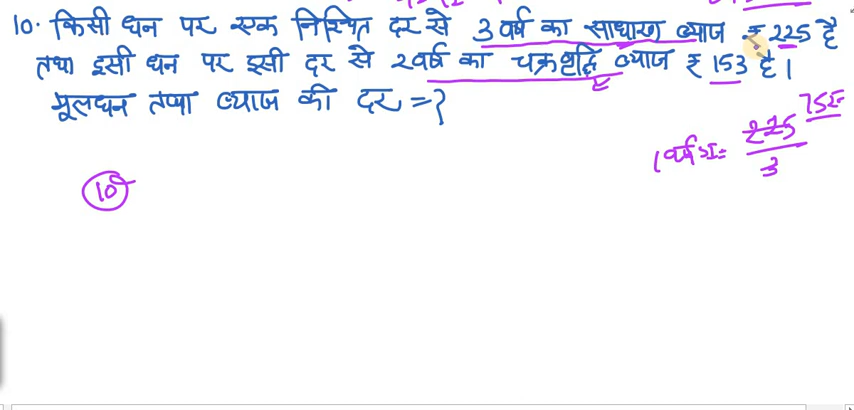 10. किसी धन पर एक निश्चित दर से 3 वर्ष का साधारण ब्याज ₹ 225 है
तथा इसी धन पर इसी दर से 2 वर्ष का चक्रवृद्धि ब्याज ₹ 153 है।
मूलधन तथा ब्याज की दर =?
75₹
1 वर्ष = 225
3
10